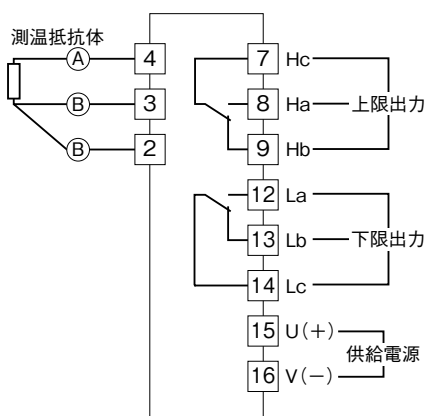 測温抵抗体
A 4
B 3
B 2
7 Hc
8 Ha 上限出力
9 Hb
12 La
13 Lb 下限出力
14 Lc
15 U(+)
供給電源
16 V(−)